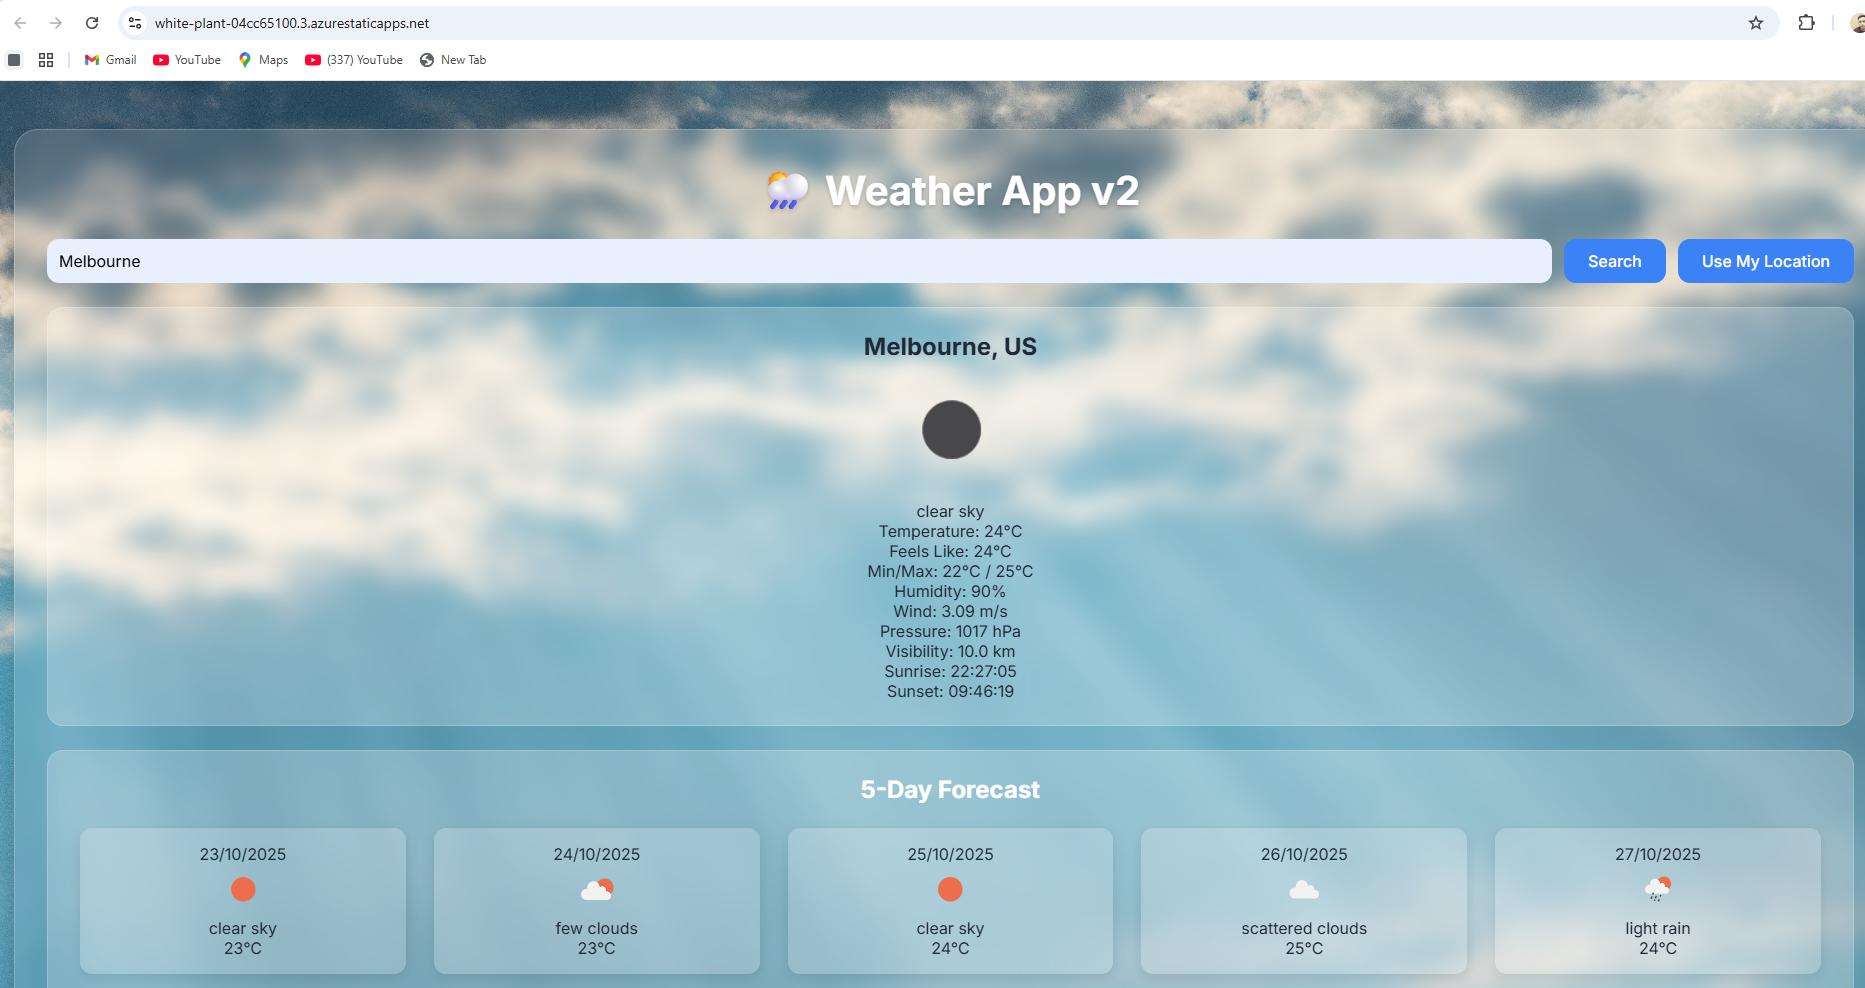 white-plant-04cc65100.3.azurestaticapps.net
Gmail YouTube Maps (337) YouTube New Tab
Weather App v2
Melbourne Search Use My Location
Melbourne, US
clear sky
Temperature: 24°C
Feels Like: 24°C
Min/Max: 22°C / 25°C
Humidity: 90%
Wind: 3.09 m/s
Pressure: 1017 hPa
Visibility: 10.0 km
Sunrise: 22:27:05
Sunset: 09:46:19
5-Day Forecast
23/10/2025
clear sky
23°C
24/10/2025
few clouds
23°C
25/10/2025
clear sky
24°C
26/10/2025
scattered clouds
25°C
27/10/2025
light rain
24°C